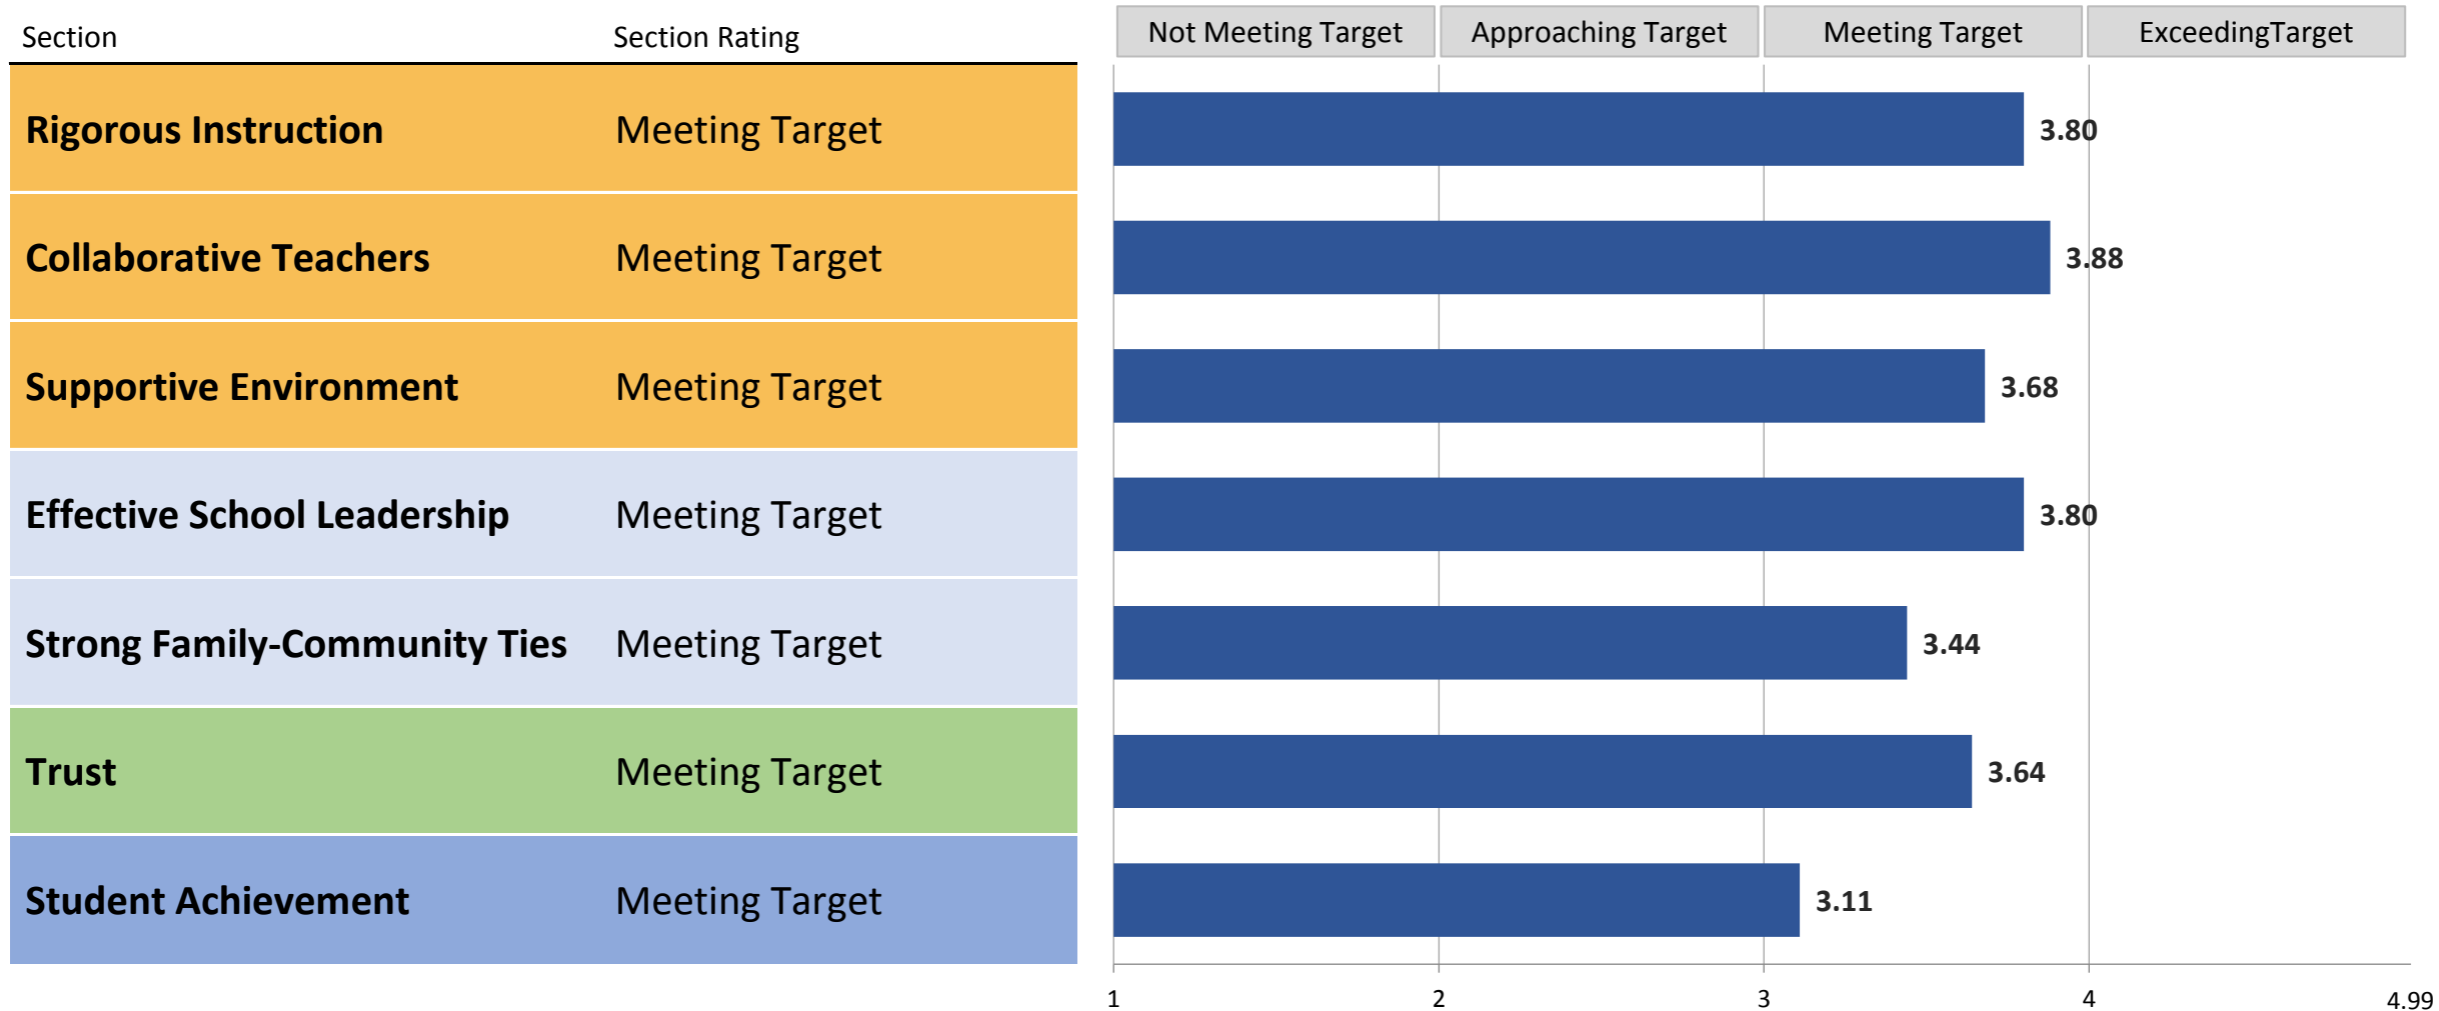 Section Section Rating Not Meeting Target Approaching Target Meeting Target ExceedingTarget
Rigorous Instruction Meeting Target 3.80
Collaborative Teachers Meeting Target 3.88
Supportive Environment Meeting Target 3.68
Effective School Leadership Meeting Target 3.80
Strong Family-Community Ties Meeting Target 3.44
Trust Meeting Target 3.64
Student Achievement Meeting Target 3.11
1 2 3 4 4.99